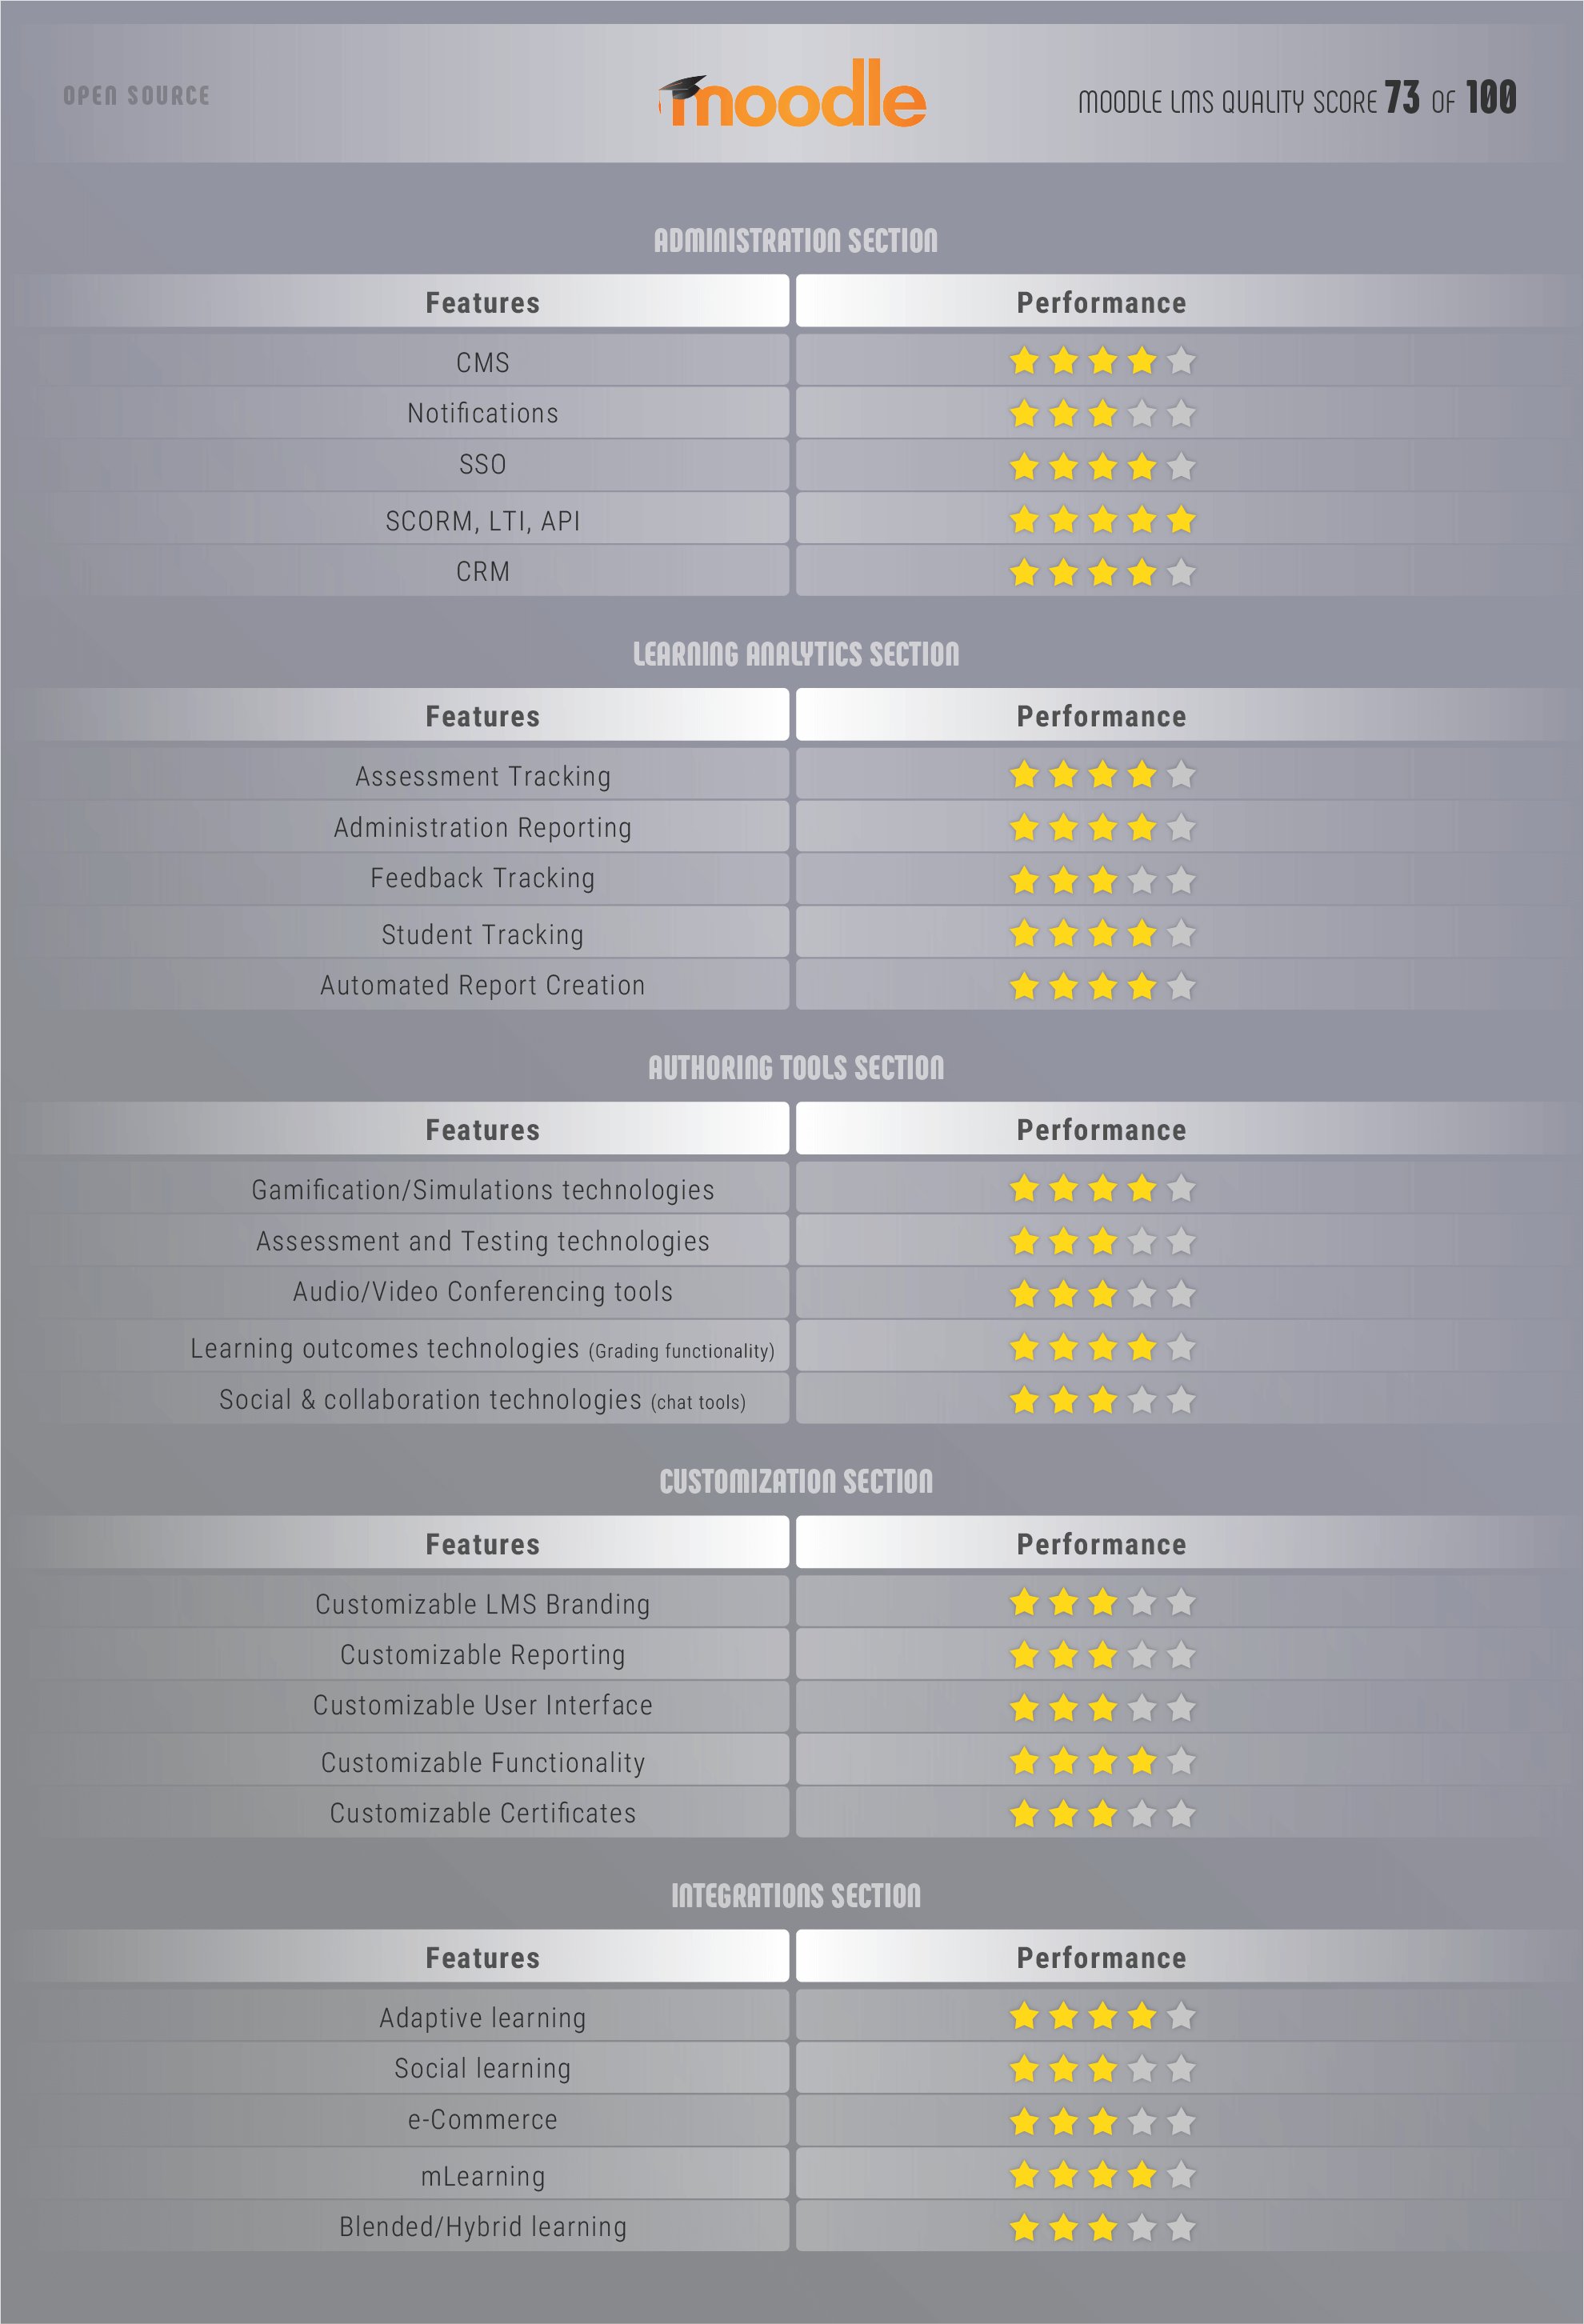 OPEN SOURCE
moodle
MOODLE LMS QUALITY SCORE 73 OF 100
ADMINISTRATION SECTION
Features Performance
CMS
Notifications
SSO
SCORM, LTI, API
CRM
LEARNING ANALYTICS SECTION
Features Performance
Assessment Tracking
Administration Reporting
Feedback Tracking
Student Tracking
Automated Report Creation
AUTHORING TOOLS SECTION
Features Performance
Gamification/Simulations technologies
Assessment and Testing technologies
Audio/Video Conferencing tools
Learning outcomes technologies (Grading functionality)
Social & collaboration technologies (chat tools)
CUSTOMIZATION SECTION
Features Performance
Customizable LMS Branding
Customizable Reporting
Customizable User Interface
Customizable Functionality
Customizable Certificates
INTEGRATIONS SECTION
Features Performance
Adaptive learning
Social learning
e-Commerce
mLearning
Blended/Hybrid learning